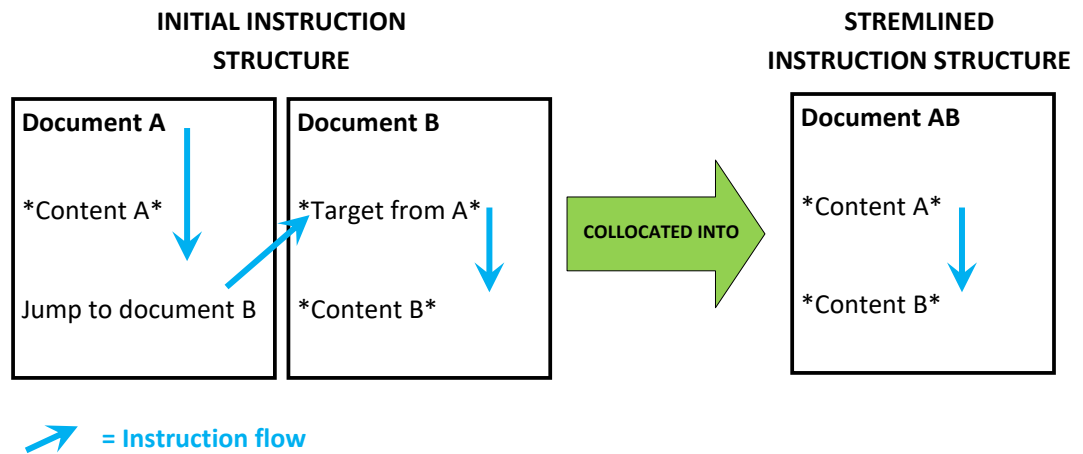 INITIAL INSTRUCTION
STRUCTURE
STREMLINED
INSTRUCTION STRUCTURE
Document A
*Content A*
Jump to document B
Document B
*Target from A*
*Content B*
COLLOCATED INTO
Document AB
*Content A*
*Content B*
= Instruction flow